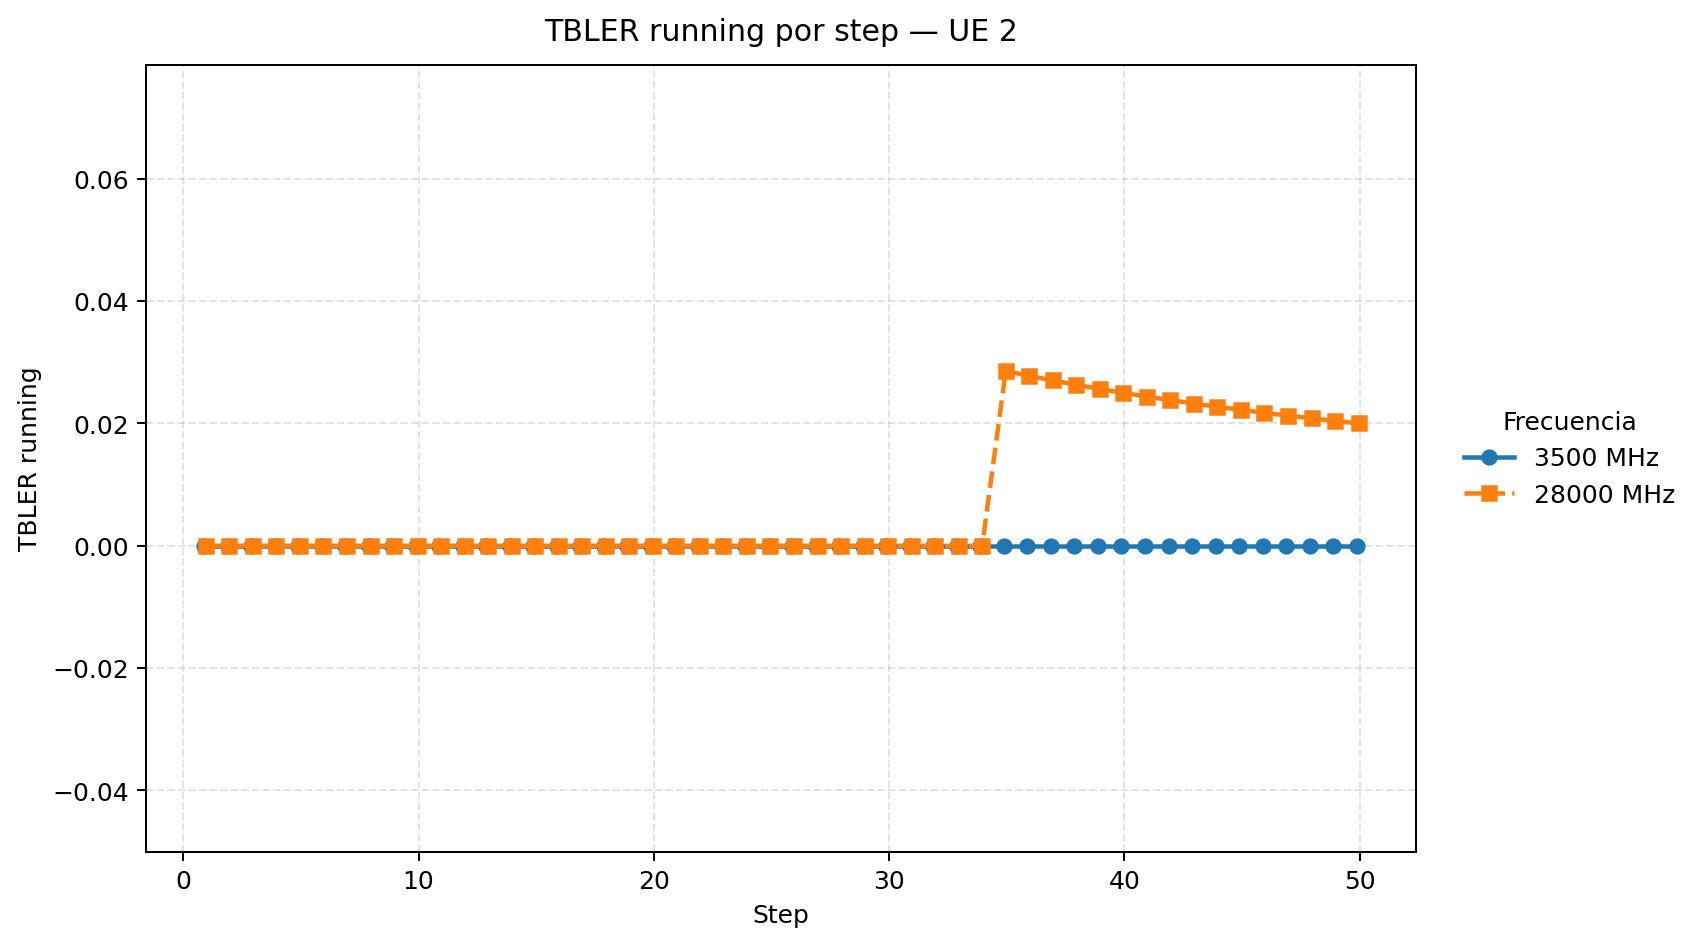 TBLER running por step — UE 2
TBLER running
0.06
0.04
0.02
0.00
−0.02
−0.04
0 10 20 30 40 50
Step
Frecuencia
3500 MHz
28000 MHz